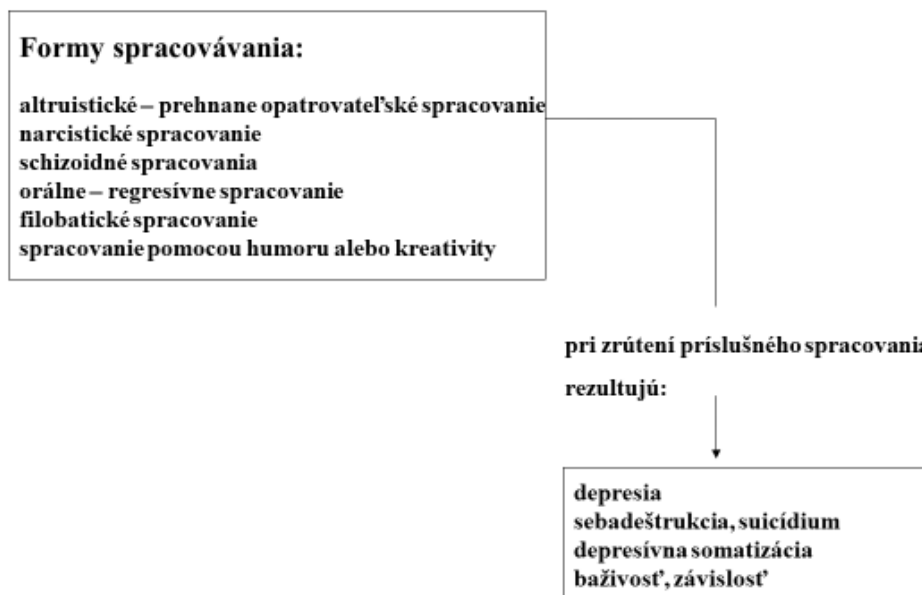 Formy spracovávania:
altruistické – prehnane opatrovateľské spracovanie
narcistické spracovanie
schizoidné spracovania
orálne – regresívne spracovanie
filobatické spracovanie
spracovanie pomocou humoru alebo kreativity
pri zrútení príslušného spracovania
rezultujú:
depresia
sebadeštrukcia, suicídium
depresívna somatizácia
baživosť, závislosť